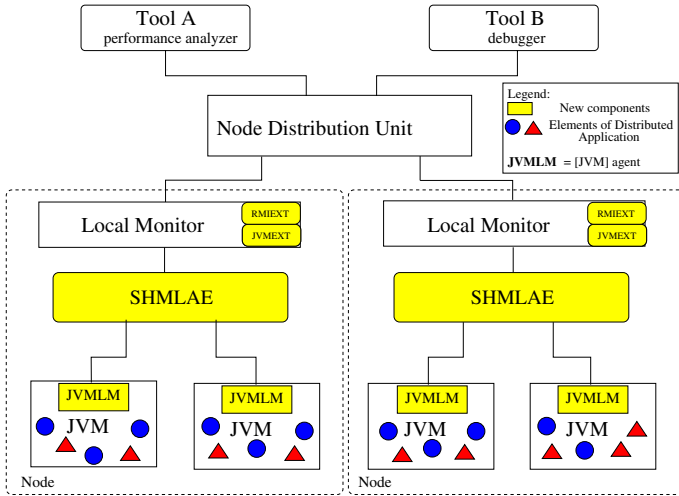 Tool A
performance analyzer
Tool B
debugger
Legend:
New components
Elements of Distributed
Application
JVMLM = [JVM] agent
Node Distribution Unit
Local Monitor
RMIEXT
JVMEXT
Local Monitor
RMIEXT
JVMEXT
SHMLAE
SHMLAE
JVMLM
JVM
JVMLM
JVM
JVMLM
JVM
JVMLM
JVM
Node
Node